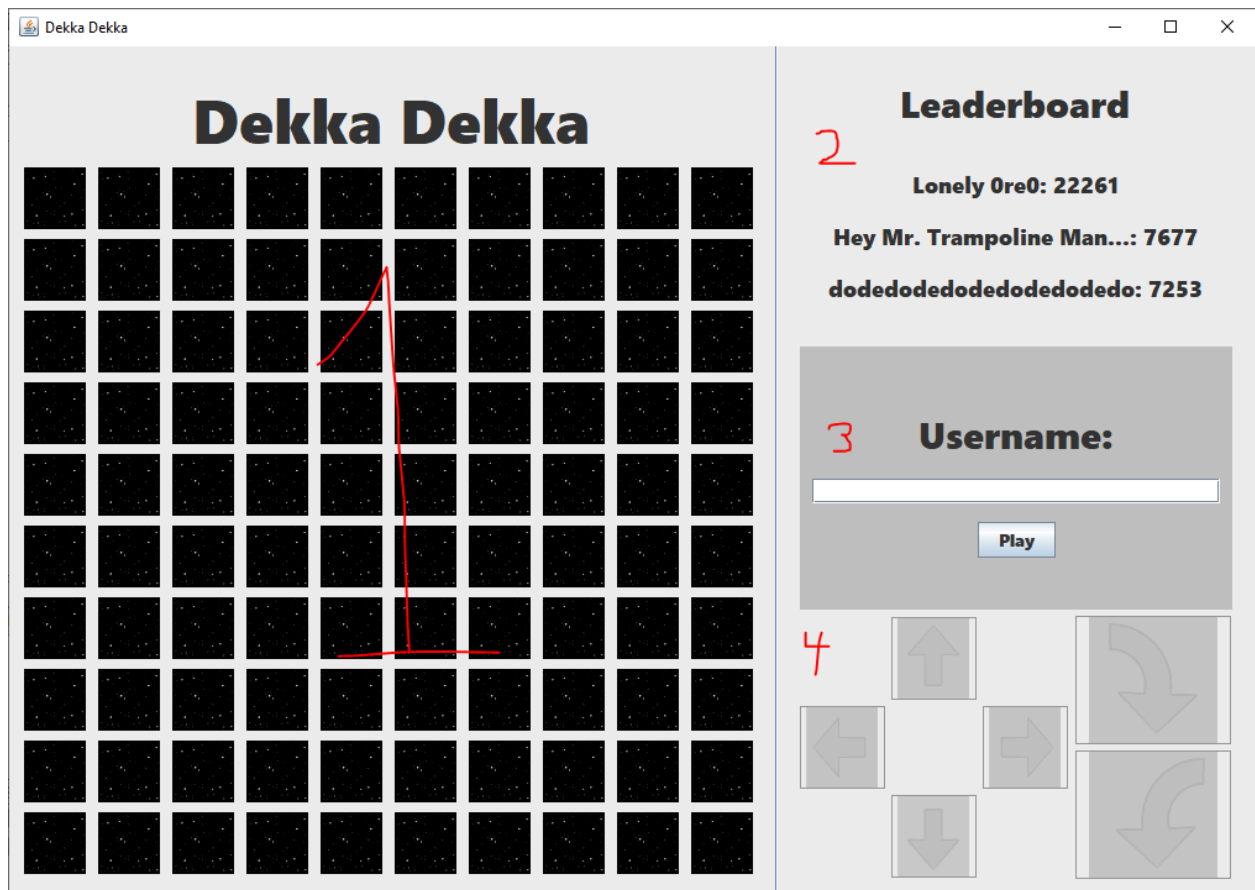 Dekka Dekka
Dekka Dekka
1
Leaderboard
2
Lonely 0re0: 22261
Hey Mr. Trampoline Man...: 7677
dodedodedodedodedodedo: 7253
3
Username:
Play
4